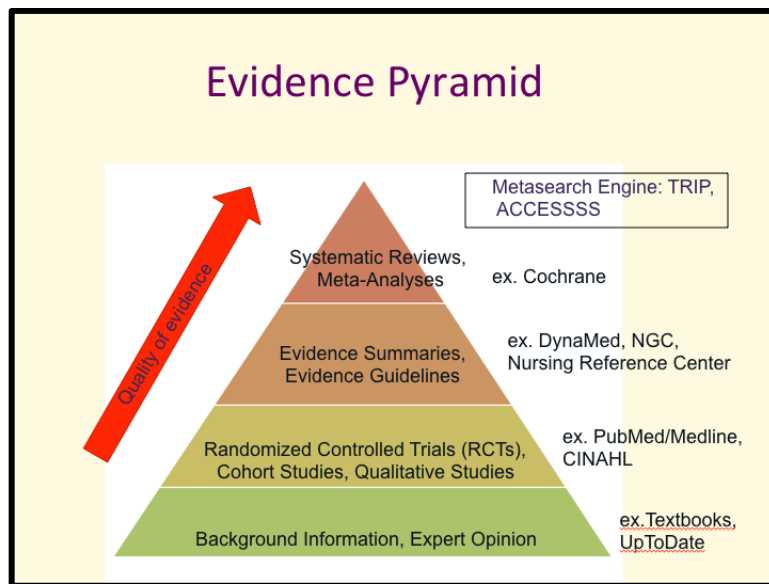 Evidence Pyramid
Metasearch Engine: TRIP,
ACCESSSS
Quality of evidence
Systematic Reviews,
Meta-Analyses
ex. Cochrane
Evidence Summaries,
Evidence Guidelines
ex. DynaMed, NGC,
Nursing Reference Center
Randomized Controlled Trials (RCTs),
Cohort Studies, Qualitative Studies
ex. PubMed/Medline,
CINAHL
Background Information, Expert Opinion
ex.Textbooks,
UpToDate